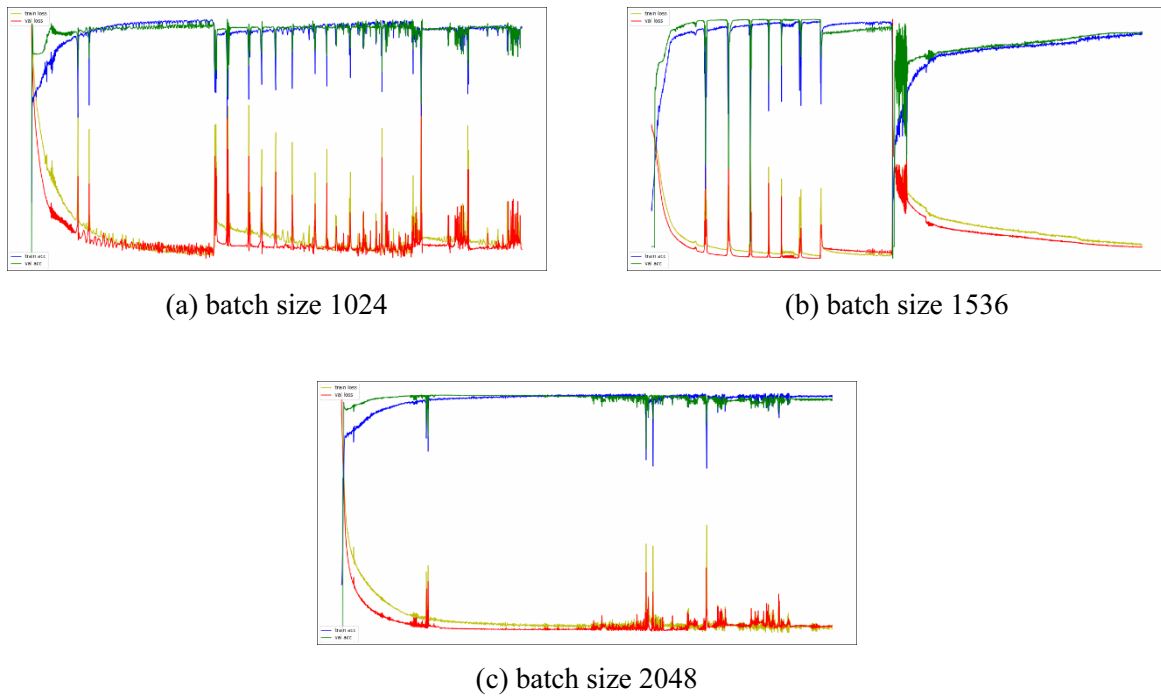 train loss
val loss
train acc
val acc
(a) batch size 1024
train loss
val loss
train acc
val acc
(b) batch size 1536
train loss
val loss
train acc
val acc
(c) batch size 2048